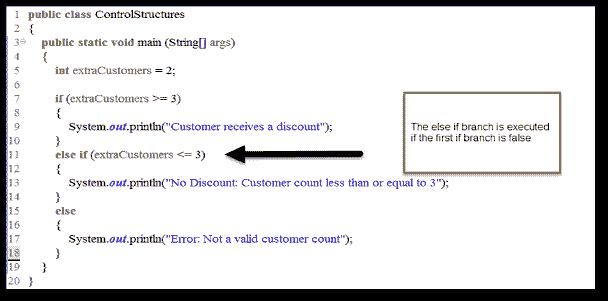 1 public class ControlStructures
2 {
3 public static void main (String[] args)
4 {
5 int extraCustomers = 2;
6
7 if (extraCustomers >= 3)
8 {
9 System.out.println("Customer receives a discount");
10 }
11 else if (extraCustomers <= 3)
12 {
13 System.out.println("No Discount: Customer count less than or equal to 3");
14 }
15 else
16 {
17 System.out.println("Error: Not a valid customer count");
18 }
19 }
20 }
The else if branch is executed
if the first if branch is false